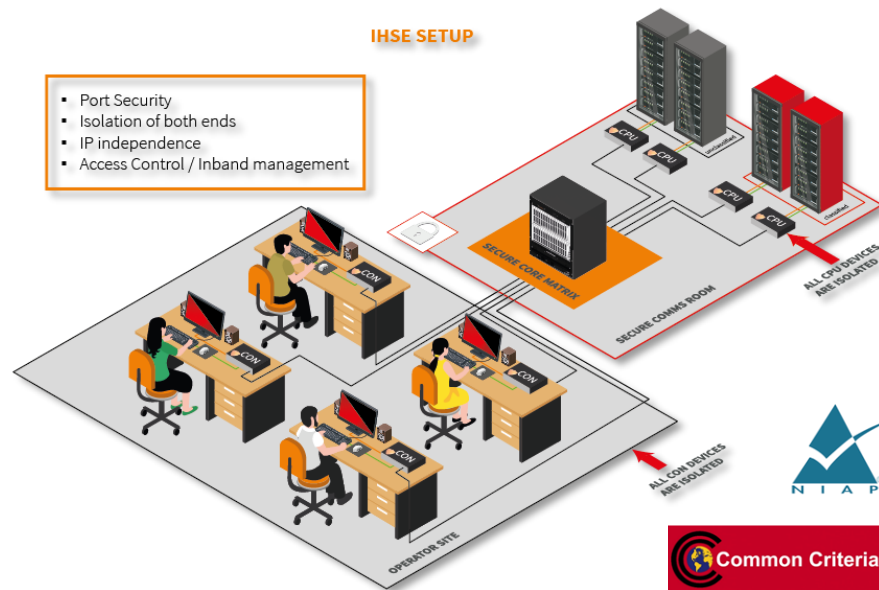 IHSE SETUP
▪ Port Security
▪ Isolation of both ends
▪ IP independence
▪ Access Control / Inband management
CPU
CPU
unclassified
CPU
CPU
classified
ALL CPU DEVICES
ARE ISOLATED
SECURE CORE MATRIX
SECURE COMMS ROOM
CON
CON
CON
CON
ALL CON DEVICES
ARE ISOLATED
OPERATOR SITE
NIAP
Common Criteria